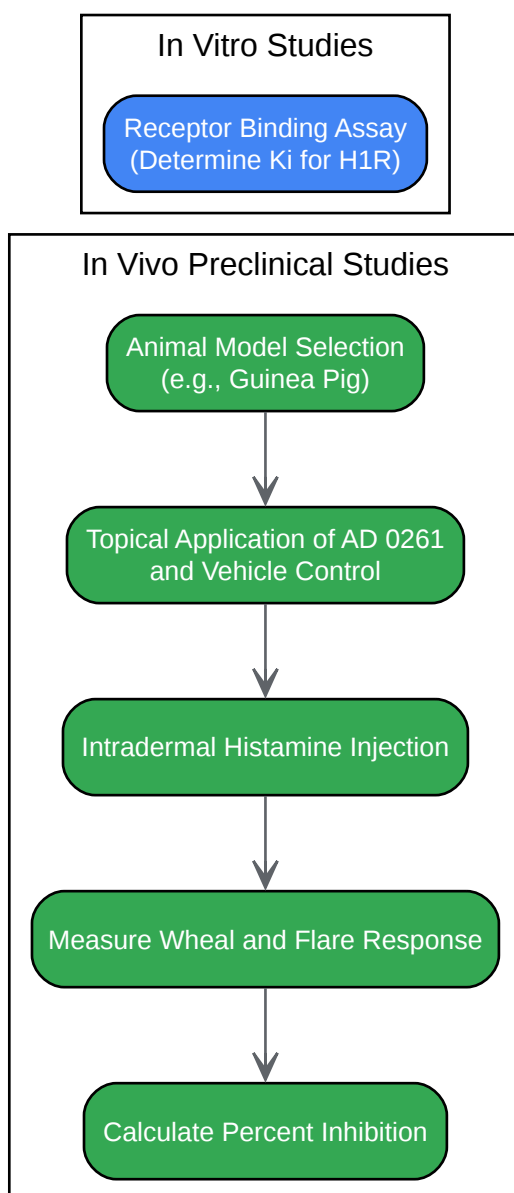 In Vitro Studies
Receptor Binding Assay
(Determine Ki for H1R)
In Vivo Preclinical Studies
Animal Model Selection
(e.g., Guinea Pig)
Topical Application of AD 0261
and Vehicle Control
Intradermal Histamine Injection
Measure Wheal and Flare Response
Calculate Percent Inhibition